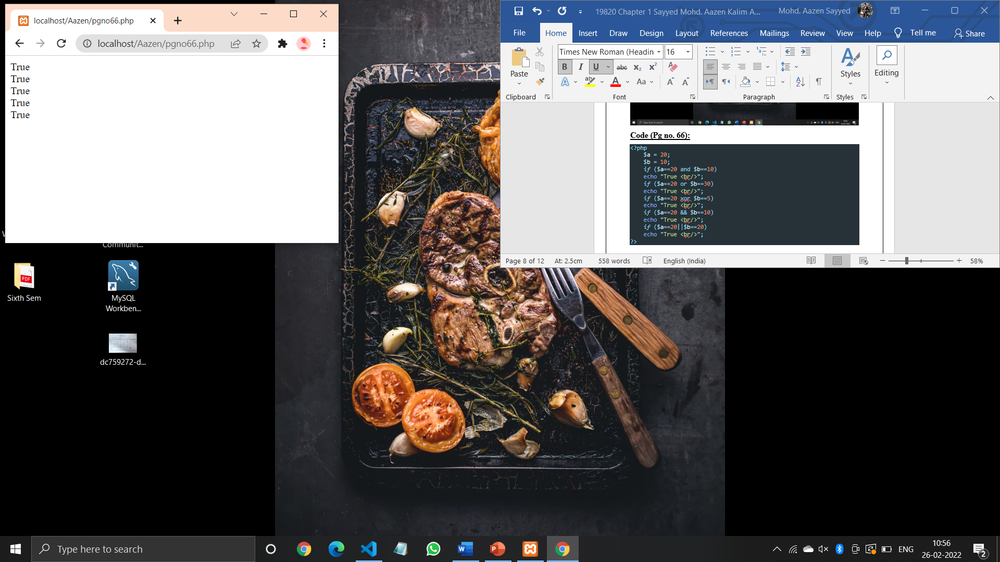 localhost/Aazen/pgno66.php
localhost/Aazen/pgno66.php
True
True
True
True
True
19820 Chapter 1 Sayyed Mohd. Aazen Kalim A...
Mohd. Aazen Sayyed
File Home Insert Draw Design Layout References Mailings Review View Help Tell me Share
Times New Roman (Headin 16
Paste
Styles
Editing
Clipboard Font Paragraph Styles
Code (Pg no. 66):
<?php
$a = 20;
$b = 10;
if ($a==20 and $b==10)
echo "True <br/>";
if ($a==20 or $b==30)
echo "True <br/>";
if ($a==20 xor $b==5)
echo "True <br/>";
if ($a==20 && $b==10)
echo "True <br/>";
if ($a==20||$b==20)
echo "True <br/>";
?>
Page 8 of 12 At: 2.5cm 558 words English (India) 58%
Communit...
Sixth Sem
MySQL
Workben...
dc759272-d...
Type here to search
ENG
10:56
26-02-2022
2